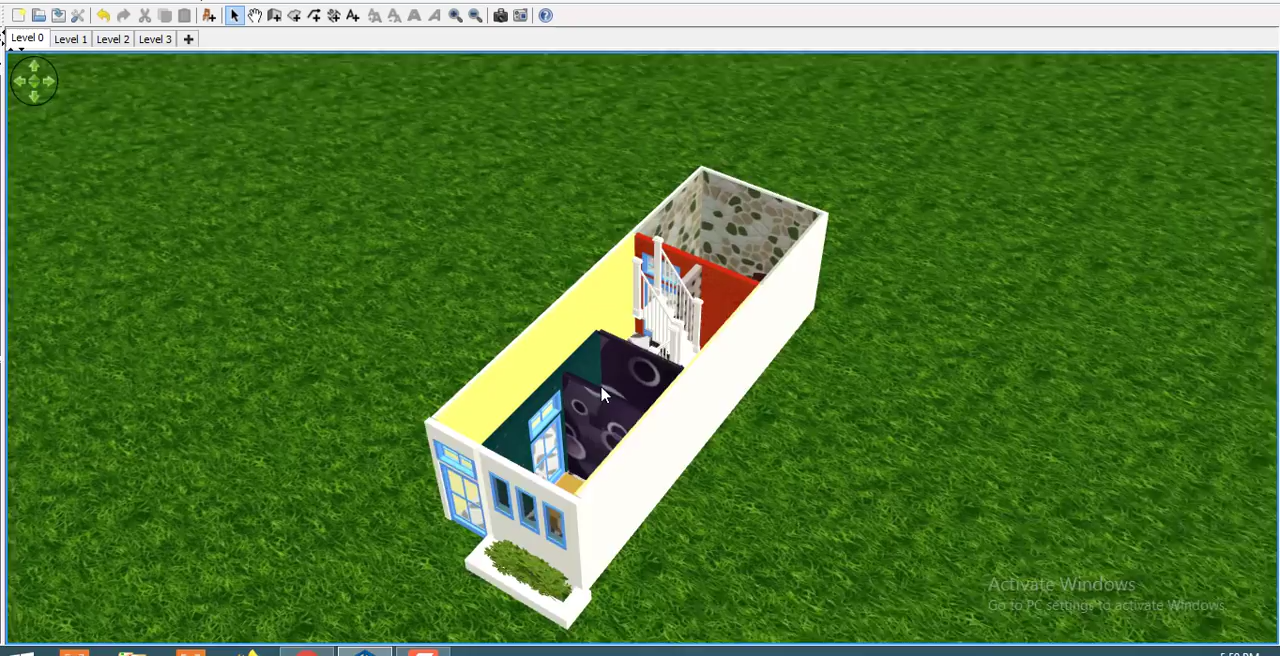 Level 0 Level 1 Level 2 Level 3
Activate Windows
Go to PC settings to activate Windows.